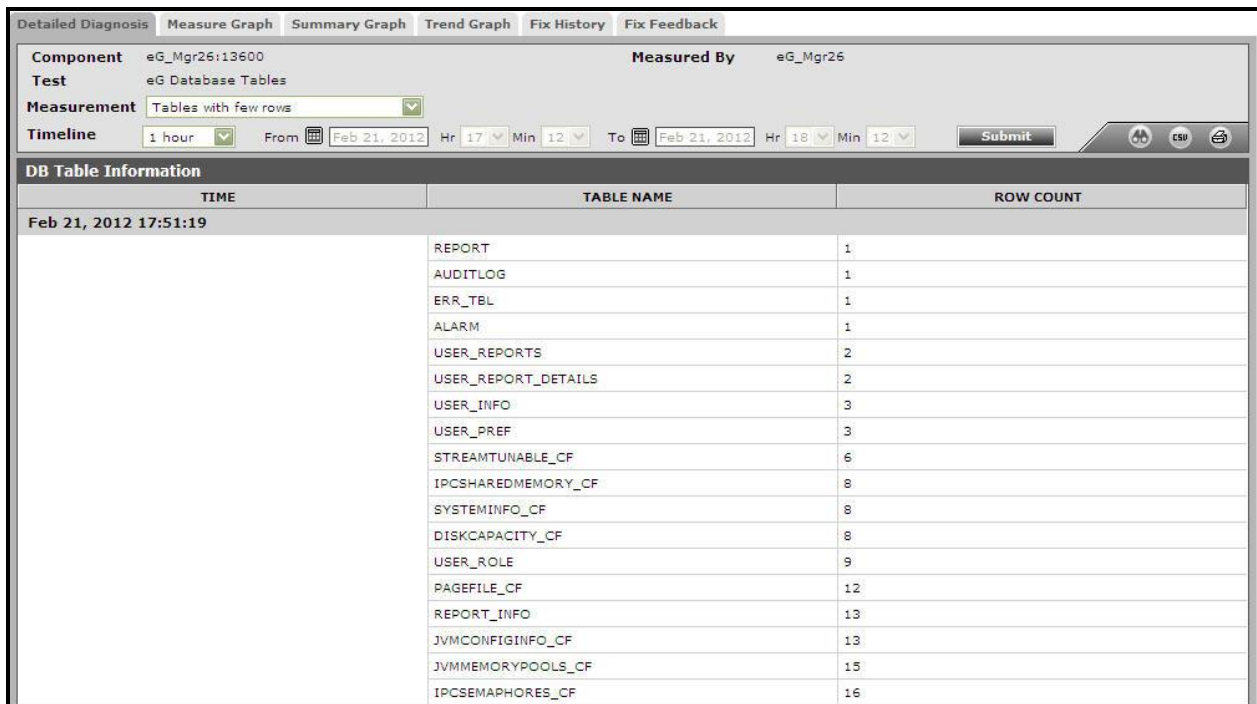 Detailed Diagnosis Measure Graph Summary Graph Trend Graph Fix History Fix Feedback
Component eG_Mgr26:13600 Measured By eG_Mgr26
Test eG Database Tables
Measurement Tables with few rows
Timeline 1 hour From Feb 21, 2012 Hr 17 Min 12 To Feb 21, 2012 Hr 18 Min 12 Submit CSV
DB Table Information
TIME TABLE NAME ROW COUNT
Feb 21, 2012 17:51:19
REPORT 1
AUDITLOG 1
ERR_TBL 1
ALARM 1
USER_REPORTS 2
USER_REPORT_DETAILS 2
USER_INFO 3
USER_PREF 3
STREAMTUNABLE_CF 6
IPCSHAREDMEMORY_CF 8
SYSTEMINFO_CF 8
DISKCAPACITY_CF 8
USER_ROLE 9
PAGEFILE_CF 12
REPORT_INFO 13
JVMCONFIGINFO_CF 13
JVMMEMORYPOOLS_CF 15
IPCSEMAPHORES_CF 16